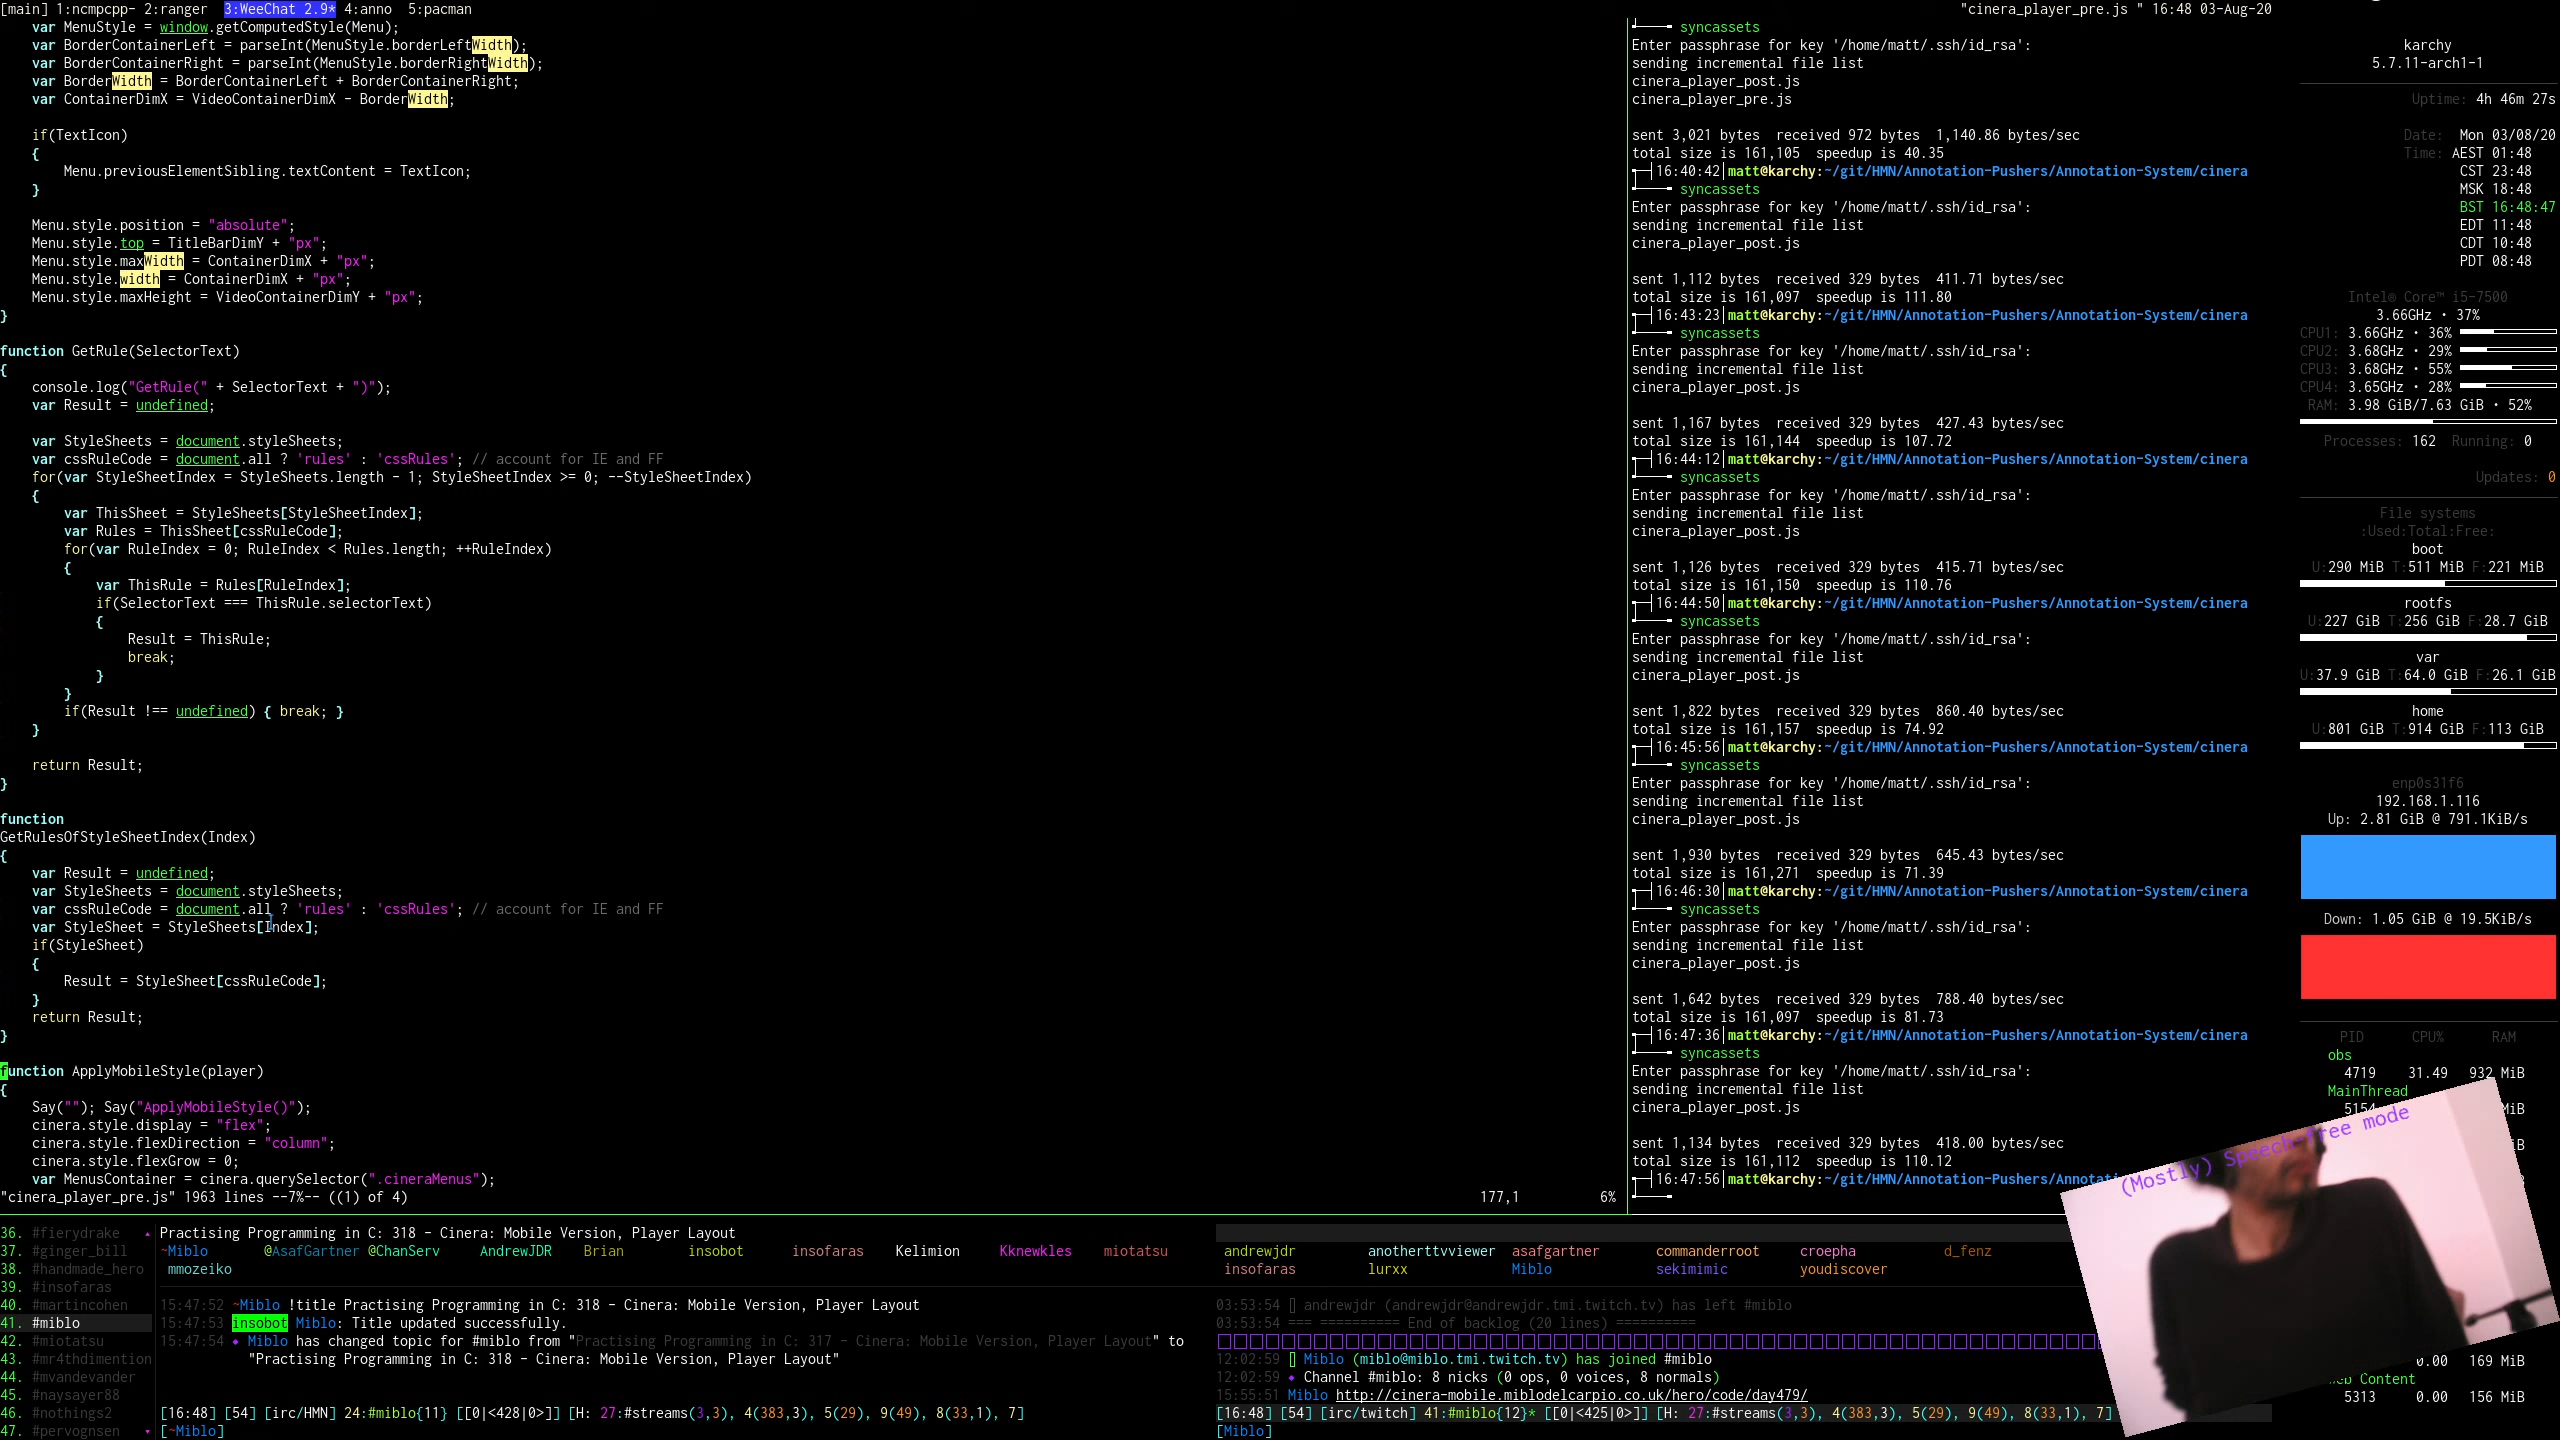 [main] 1:ncmpcpp- 2:ranger  3:WeeChat 2.9* 4:anno  5:pacman
"cinera_player_pre.js " 16:48 03-Aug-20
var MenuStyle = window.getComputedStyle(Menu);
var BorderContainerLeft = parseInt(MenuStyle.borderLeftWidth);
var BorderContainerRight = parseInt(MenuStyle.borderRightWidth);
var BorderWidth = BorderContainerLeft + BorderContainerRight;
var ContainerDimX = VideoContainerDimX - BorderWidth;
if(TextIcon)
{
Menu.previousElementSibling.textContent = TextIcon;
}
Menu.style.position = "absolute";
Menu.style.top = TitleBarDimY + "px";
Menu.style.maxWidth = ContainerDimX + "px";
Menu.style.width = ContainerDimX + "px";
Menu.style.maxHeight = VideoContainerDimY + "px";
}
function GetRule(SelectorText)
{
console.log("GetRule(" + SelectorText + ")");
var Result = undefined;
var StyleSheets = document.styleSheets;
var cssRuleCode = document.all ? 'rules' : 'cssRules'; // account for IE and FF
for(var StyleSheetIndex = StyleSheets.length - 1; StyleSheetIndex >= 0; --StyleSheetIndex)
{
var ThisSheet = StyleSheets[StyleSheetIndex];
var Rules = ThisSheet[cssRuleCode];
for(var RuleIndex = 0; RuleIndex < Rules.length; ++RuleIndex)
{
var ThisRule = Rules[RuleIndex];
if(SelectorText === ThisRule.selectorText)
{
Result = ThisRule;
break;
}
}
if(Result !== undefined) { break; }
}
return Result;
}
function
GetRulesOfStyleSheetIndex(Index)
{
var Result = undefined;
var StyleSheets = document.styleSheets;
var cssRuleCode = document.all ? 'rules' : 'cssRules'; // account for IE and FF
var StyleSheet = StyleSheets[Index];
if(StyleSheet)
{
Result = StyleSheet[cssRuleCode];
}
return Result;
}
function ApplyMobileStyle(player)
{
Say(""); Say("ApplyMobileStyle()");
cinera.style.display = "flex";
cinera.style.flexDirection = "column";
cinera.style.flexGrow = 0;
var MenusContainer = cinera.querySelector(".cineraMenus");
"cinera_player_pre.js" 1963 lines --7%-- ((1) of 4)
177,1
6%
syncassets
Enter passphrase for key '/home/matt/.ssh/id_rsa':
sending incremental file list
cinera_player_post.js
cinera_player_pre.js
sent 3,021 bytes  received 972 bytes  1,140.86 bytes/sec
total size is 161,105  speedup is 40.35
16:40:42|matt@karchy:~/git/HMN/Annotation-Pushers/Annotation-System/cinera
syncassets
Enter passphrase for key '/home/matt/.ssh/id_rsa':
sending incremental file list
cinera_player_post.js
sent 1,112 bytes  received 329 bytes  411.71 bytes/sec
total size is 161,097  speedup is 111.80
16:43:23|matt@karchy:~/git/HMN/Annotation-Pushers/Annotation-System/cinera
syncassets
Enter passphrase for key '/home/matt/.ssh/id_rsa':
sending incremental file list
cinera_player_post.js
sent 1,167 bytes  received 329 bytes  427.43 bytes/sec
total size is 161,144  speedup is 107.72
16:44:12|matt@karchy:~/git/HMN/Annotation-Pushers/Annotation-System/cinera
syncassets
Enter passphrase for key '/home/matt/.ssh/id_rsa':
sending incremental file list
cinera_player_post.js
sent 1,126 bytes  received 329 bytes  415.71 bytes/sec
total size is 161,150  speedup is 110.76
16:44:50|matt@karchy:~/git/HMN/Annotation-Pushers/Annotation-System/cinera
syncassets
Enter passphrase for key '/home/matt/.ssh/id_rsa':
sending incremental file list
cinera_player_post.js
sent 1,822 bytes  received 329 bytes  860.40 bytes/sec
total size is 161,157  speedup is 74.92
16:45:56|matt@karchy:~/git/HMN/Annotation-Pushers/Annotation-System/cinera
syncassets
Enter passphrase for key '/home/matt/.ssh/id_rsa':
sending incremental file list
cinera_player_post.js
sent 1,930 bytes  received 329 bytes  645.43 bytes/sec
total size is 161,271  speedup is 71.39
16:46:30|matt@karchy:~/git/HMN/Annotation-Pushers/Annotation-System/cinera
syncassets
Enter passphrase for key '/home/matt/.ssh/id_rsa':
sending incremental file list
cinera_player_post.js
sent 1,642 bytes  received 329 bytes  788.40 bytes/sec
total size is 161,097  speedup is 81.73
16:47:36|matt@karchy:~/git/HMN/Annotation-Pushers/Annotation-System/cinera
syncassets
Enter passphrase for key '/home/matt/.ssh/id_rsa':
sending incremental file list
cinera_player_post.js
sent 1,134 bytes  received 329 bytes  418.00 bytes/sec
total size is 161,112  speedup is 110.12
16:47:56|matt@karchy:~/git/HMN/Annotation-Pushers/Annotation-System/cinera
karchy
5.7.11-arch1-1
Uptime: 4h 46m 27s
Date: Mon 03/08/20
Time: AEST 01:48
CST 23:48
MSK 18:48
BST 16:48:47
EDT 11:48
CDT 10:48
PDT 08:48
Intel® Core™ i5-7500
3.66GHz · 37%
CPU1: 3.66GHz · 36%
CPU2: 3.68GHz · 29%
CPU3: 3.68GHz · 55%
CPU4: 3.65GHz · 28%
RAM: 3.98 GiB/7.63 GiB · 52%
Processes: 162  Running: 0
Updates: 0
File systems
:Used:Total:Free:
boot
U:290 MiB T:511 MiB F:221 MiB
rootfs
U:227 GiB T:256 GiB F:28.7 GiB
var
U:37.9 GiB T:64.0 GiB F:26.1 GiB
home
U:801 GiB T:914 GiB F:113 GiB
enp0s31f6
192.168.1.116
Up: 2.81 GiB @ 791.1KiB/s
Down: 1.05 GiB @ 19.5KiB/s
PID CPU% RAM
obs
4719 31.49 932 MiB
MainThread
5154 MiB
(Mostly) Speech-free mode
0.00 169 MiB
Web Content
5313 0.00 156 MiB
36. #fierydrake
37. #ginger_bill
38. #handmade_hero
39. #insofaras
40. #martincohen
41. #miblo
42. #miotatsu
43. #mr4thdimention
44. #mvandevander
45. #naysayer88
46. #nothings2
47. #pervognsen
Practising Programming in C: 318 - Cinera: Mobile Version, Player Layout
~Miblo @AsafGartner @ChanServ AndrewJDR Brian insobot insofaras Kelimion Kknewkles miotatsu
mmozeiko
15:47:52 ~Miblo !title Practising Programming in C: 318 - Cinera: Mobile Version, Player Layout
15:47:53 insobot Miblo: Title updated successfully.
15:47:54 ◆ Miblo has changed topic for #miblo from "Practising Programming in C: 317 - Cinera: Mobile Version, Player Layout" to
"Practising Programming in C: 318 - Cinera: Mobile Version, Player Layout"
[16:48] [54] [irc/HMN] 24:#miblo{11} [[0|<428|0>]] [H: 27:#streams(3,3), 4(383,3), 5(29), 9(49), 8(33,1), 7]
[~Miblo]
andrewjdr anotherttvviewer asafgartner commanderroot croepha d_fenz
insofaras lurxx Miblo sekimimic youdiscover
03:53:54 andrewjdr (andrewjdr@andrewjdr.tmi.twitch.tv) has left #miblo
03:53:54 === ========== End of backlog (20 lines) ==========
12:02:59 Miblo (miblo@miblo.tmi.twitch.tv) has joined #miblo
12:02:59 ◆ Channel #miblo: 8 nicks (0 ops, 0 voices, 8 normals)
15:55:51 Miblo http://cinera-mobile.miblodelcarpio.co.uk/hero/code/day479/
[16:48] [54] [irc/twitch] 41:#miblo{12}* [[0|<425|0>]] [H: 27:#streams(3,3), 4(383,3), 5(29), 9(49), 8(33,1), 7]
[Miblo]